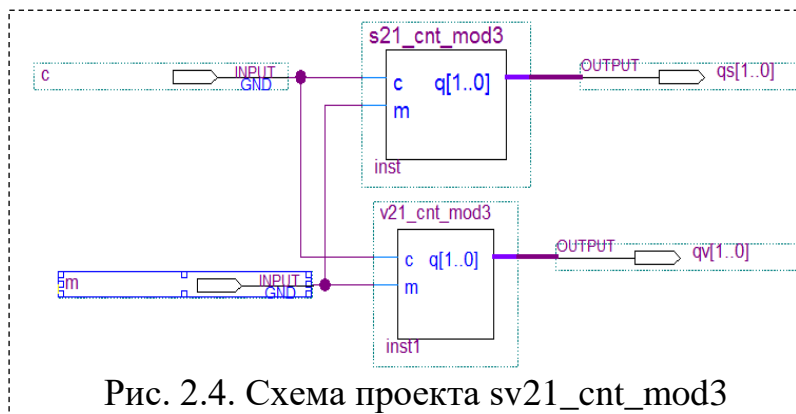 s21_cnt_mod3
c INPUT GND
c q[1..0]
m
inst
OUTPUT qs[1..0]
v21_cnt_mod3
c q[1..0]
m
inst1
OUTPUT qv[1..0]
m INPUT GND
Рис. 2.4. Схема проекта sv21_cnt_mod3